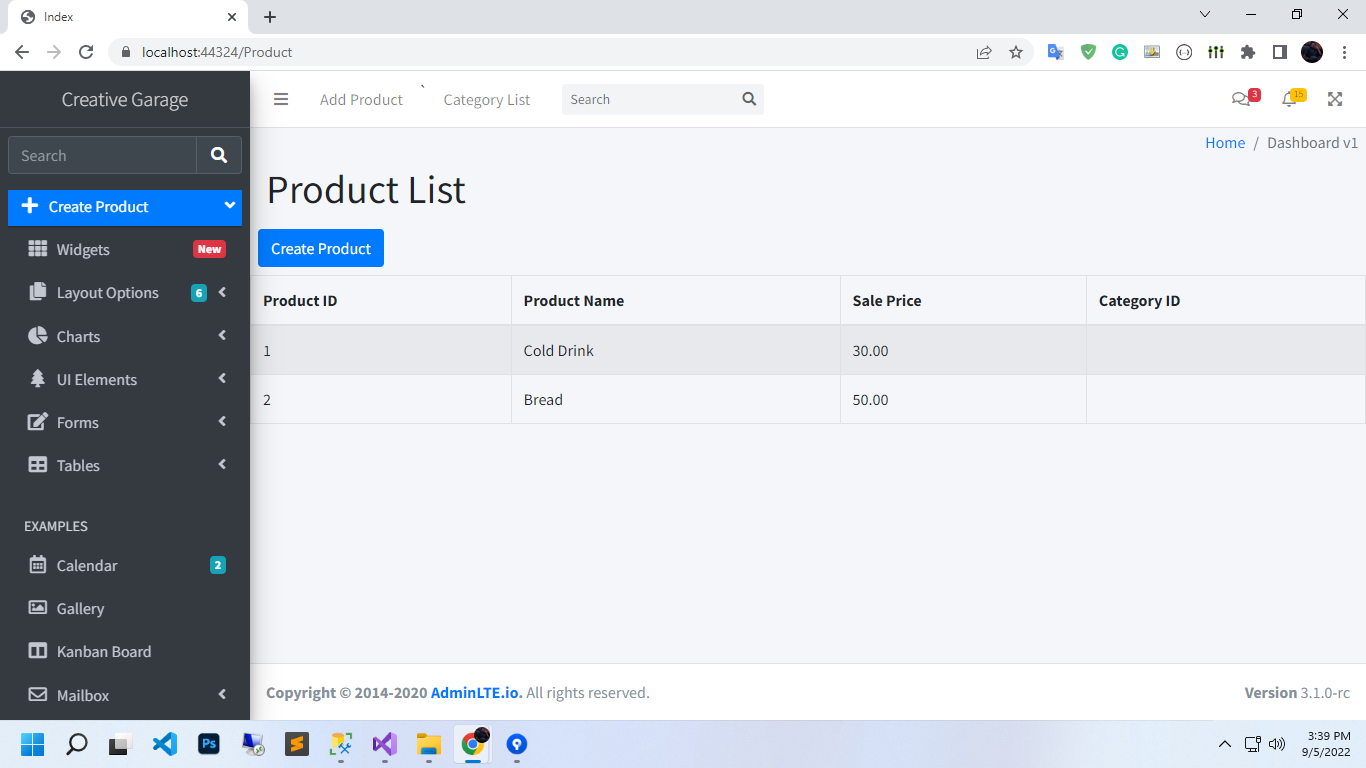 Index
localhost:44324/Product
Creative Garage
Add Product ` Category List Search 3 15
Home / Dashboard v1
Search
Product List
Create Product
Create Product
Widgets New
Layout Options 6
Charts
UI Elements
Forms
Tables
Product ID Product Name Sale Price Category ID
1 Cold Drink 30.00
2 Bread 50.00
EXAMPLES
Calendar 2
Gallery
Kanban Board
Mailbox
Copyright © 2014-2020 AdminLTE.io. All rights reserved. Version 3.1.0-rc
Ps
3:39 PM
9/5/2022